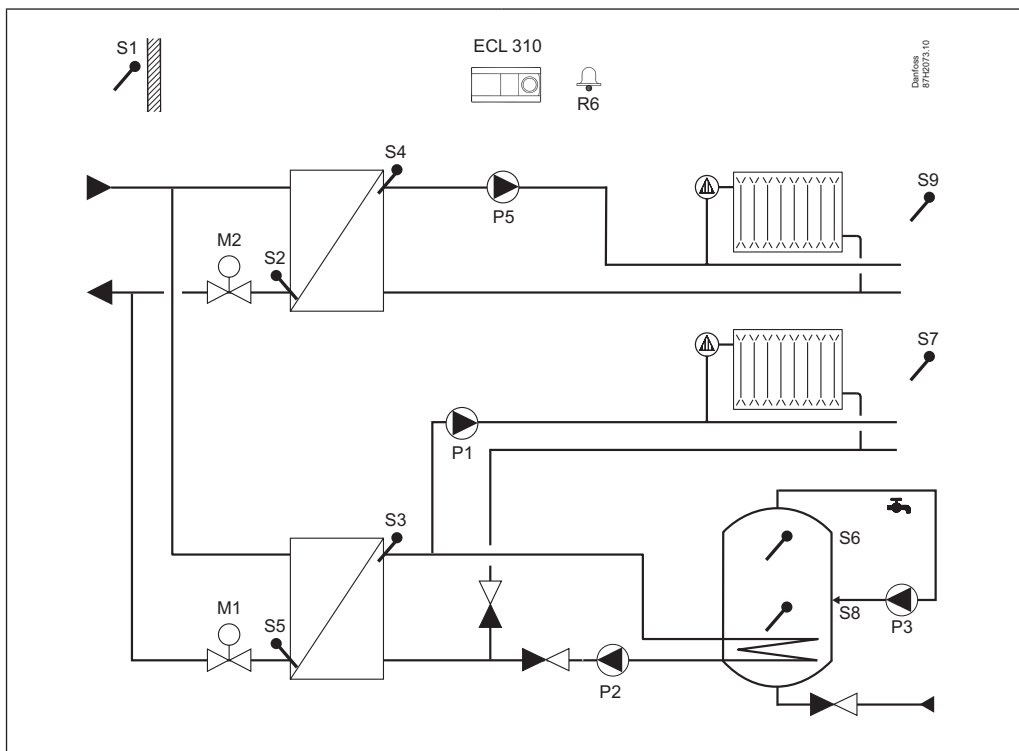 S1
ECL 310
R6
Danfoss
87H2073.10
S4
P5
S9
M2
S2
S7
P1
S3
S6
M1
S5
S8
P3
P2